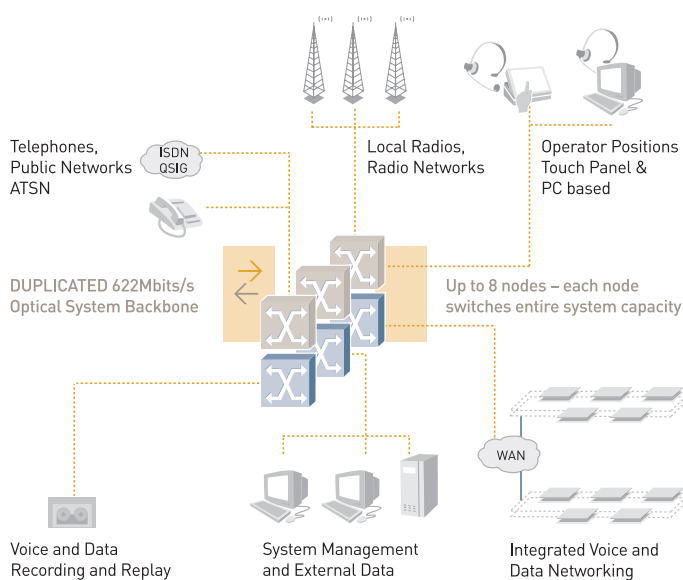 Telephones,
Public Networks
ATSN
ISDN
QSIG
Local Radios,
Radio Networks
Operator Positions
Touch Panel &
PC based
DUPLICATED 622Mbits/s
Optical System Backbone
Up to 8 nodes – each node
switches entire system capacity
WAN
Voice and Data
Recording and Replay
System Management
and External Data
Integrated Voice and
Data Networking